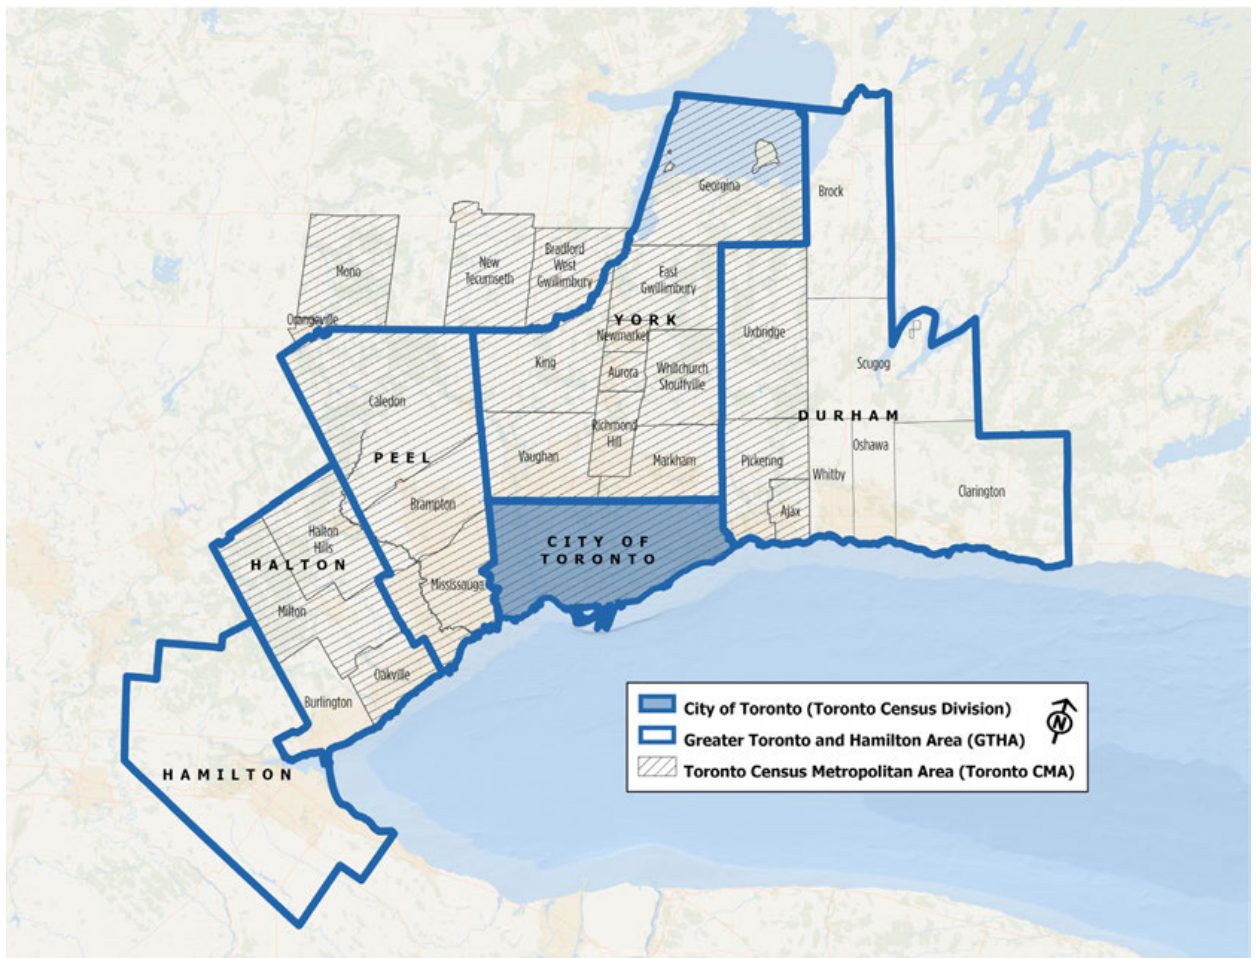 Georgina
Brock
Mono
New
Tecumseth
Bradford
West
Gwillimbury
East
Gwillimbury
Orangeville
YORK
Newmarket
Uxbridge
King
Aurora
Whitchurch
Stouffville
Scugog
Caledon
DURHAM
Richmond
Hill
Oshawa
PEEL
Vaughan
Markham
Pickering
Whitby
Clarington
Brampton
Ajax
Halton
Hills
CITY OF
TORONTO
HALTON
Mississauga
Milton
Oakville
Burlington
HAMILTON
City of Toronto (Toronto Census Division)
Greater Toronto and Hamilton Area (GTHA)
Toronto Census Metropolitan Area (Toronto CMA)
N